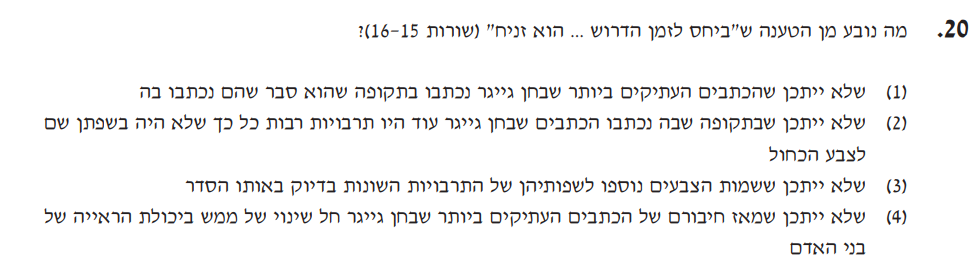 20. מה נובע מן הטענה ש"ביחס לזמן הדרוש ... הוא זניח" (שורות 15-16)?
(1) שלא ייתכן שהכתבים העתיקים ביותר שבחן גייגר נכתבו בתקופה שהוא סבר שהם נכתבו בה
(2) שלא ייתכן שבתקופה שבה נכתבו הכתבים שבחן גייגר עוד היו תרבויות רבות כל כך שלא היה בשפתן שם
לצבע הכחול
(3) שלא ייתכן ששמות הצבעים נוספו לשפותיהן של התרבויות השונות בדיוק באותו הסדר
(4) שלא ייתכן שמאז חיבורם של הכתבים העתיקים ביותר שבחן גייגר חל שינוי של ממש ביכולת הראייה של
בני האדם